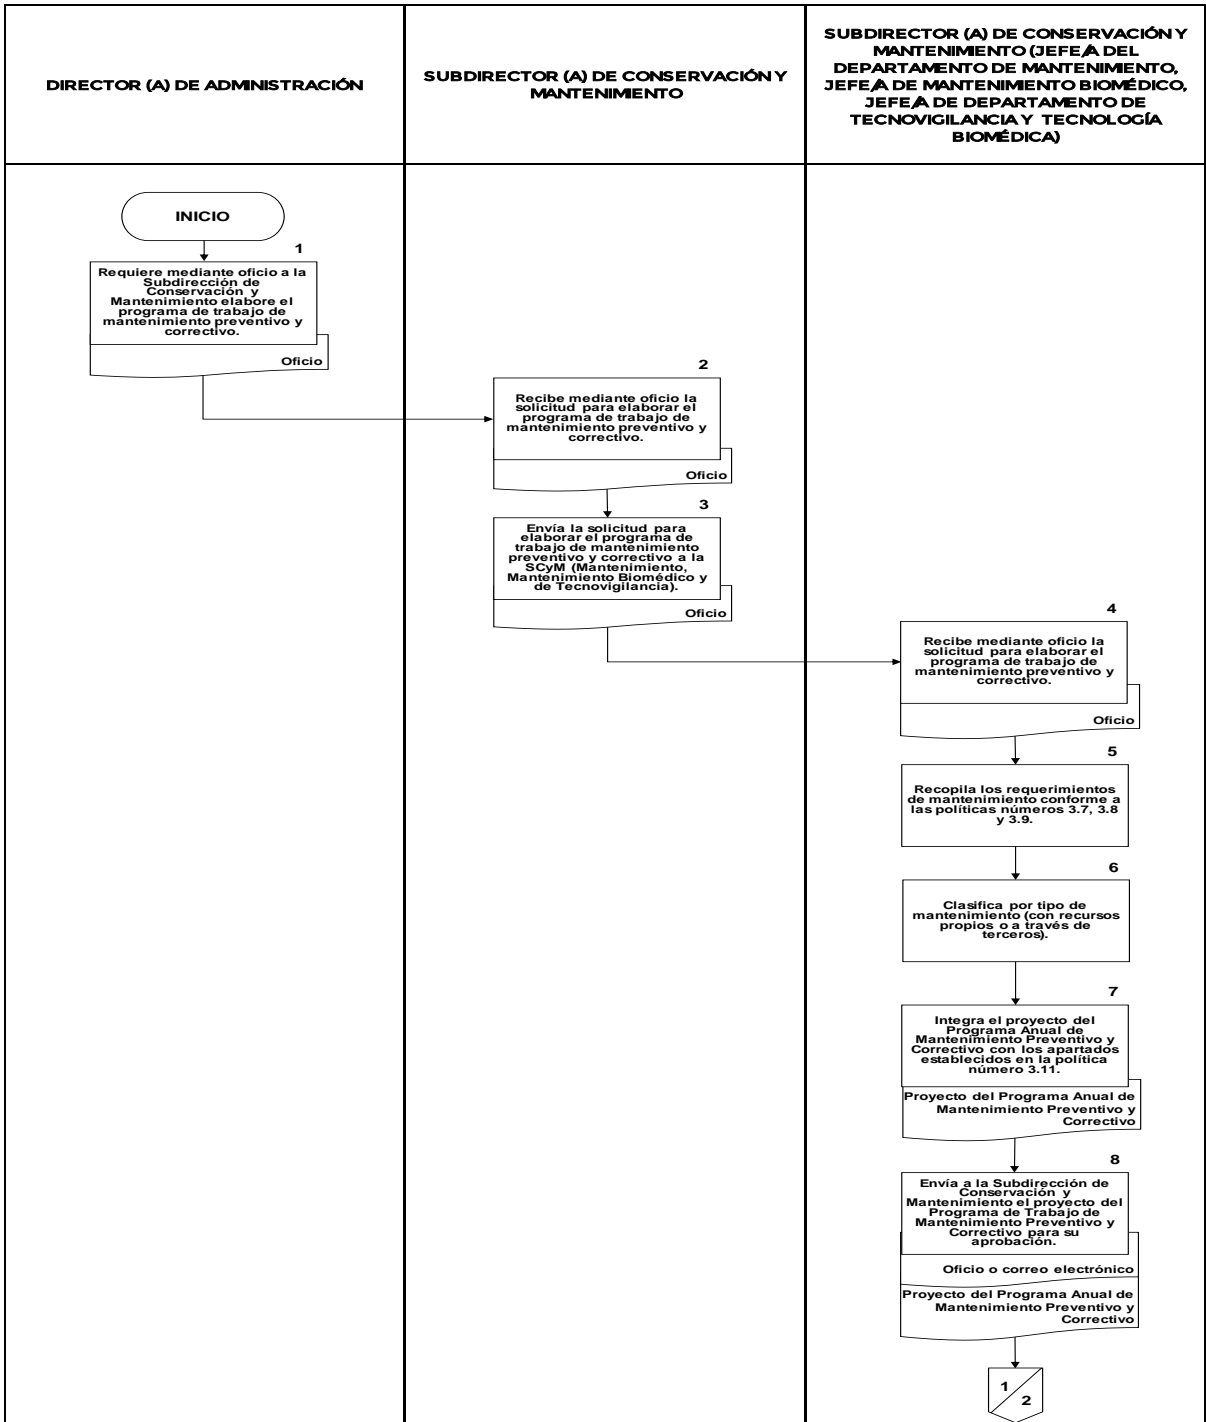 DIRECTOR (A) DE ADMINISTRACIÓN
SUBDIRECTOR (A) DE CONSERVACIÓN Y
MANTENIMIENTO
SUBDIRECTOR (A) DE CONSERVACIÓN Y
MANTENIMIENTO (JEFE/A DEL
DEPARTAMENTO DE MANTENIMIENTO,
JEFE/A DE MANTENIMIENTO BIOMÉDICO,
JEFE/A DE DEPARTAMENTO DE
TECNOVIGILANCIA Y TECNOLOGÍA
BIOMÉDICA)
INICIO
1
Requiere mediante oficio a la
Subdirección de
Conservación y
Mantenimiento elabore el
programa de trabajo de
mantenimiento preventivo y
correctivo.
Oficio
2
Recibe mediante oficio la
solicitud para elaborar el
programa de trabajo de
mantenimiento preventivo y
correctivo.
Oficio
3
Envía la solicitud para
elaborar el programa de
trabajo de mantenimiento
preventivo y correctivo a la
SCyM (Mantenimiento,
Mantenimiento Biomédico y
de Tecnovigilancia).
Oficio
4
Recibe mediante oficio la
solicitud para elaborar el
programa de trabajo de
mantenimiento preventivo y
correctivo.
Oficio
5
Recopila los requerimientos
de mantenimiento conforme a
las políticas números 3.7, 3.8
y 3.9.
6
Clasifica por tipo de
mantenimiento (con recursos
propios o a través de
terceros).
7
Integra el proyecto del
Programa Anual de
Mantenimiento Preventivo y
Correctivo con los apartados
establecidos en la política
número 3.11.
Proyecto del Programa Anual de
Mantenimiento Preventivo y
Correctivo
8
Envía a la Subdirección de
Conservación y
Mantenimiento el proyecto del
Programa de Trabajo de
Mantenimiento Preventivo y
Correctivo para su
aprobación.
Oficio o correo electrónico
Proyecto del Programa Anual de
Mantenimiento Preventivo y
Correctivo
1
2